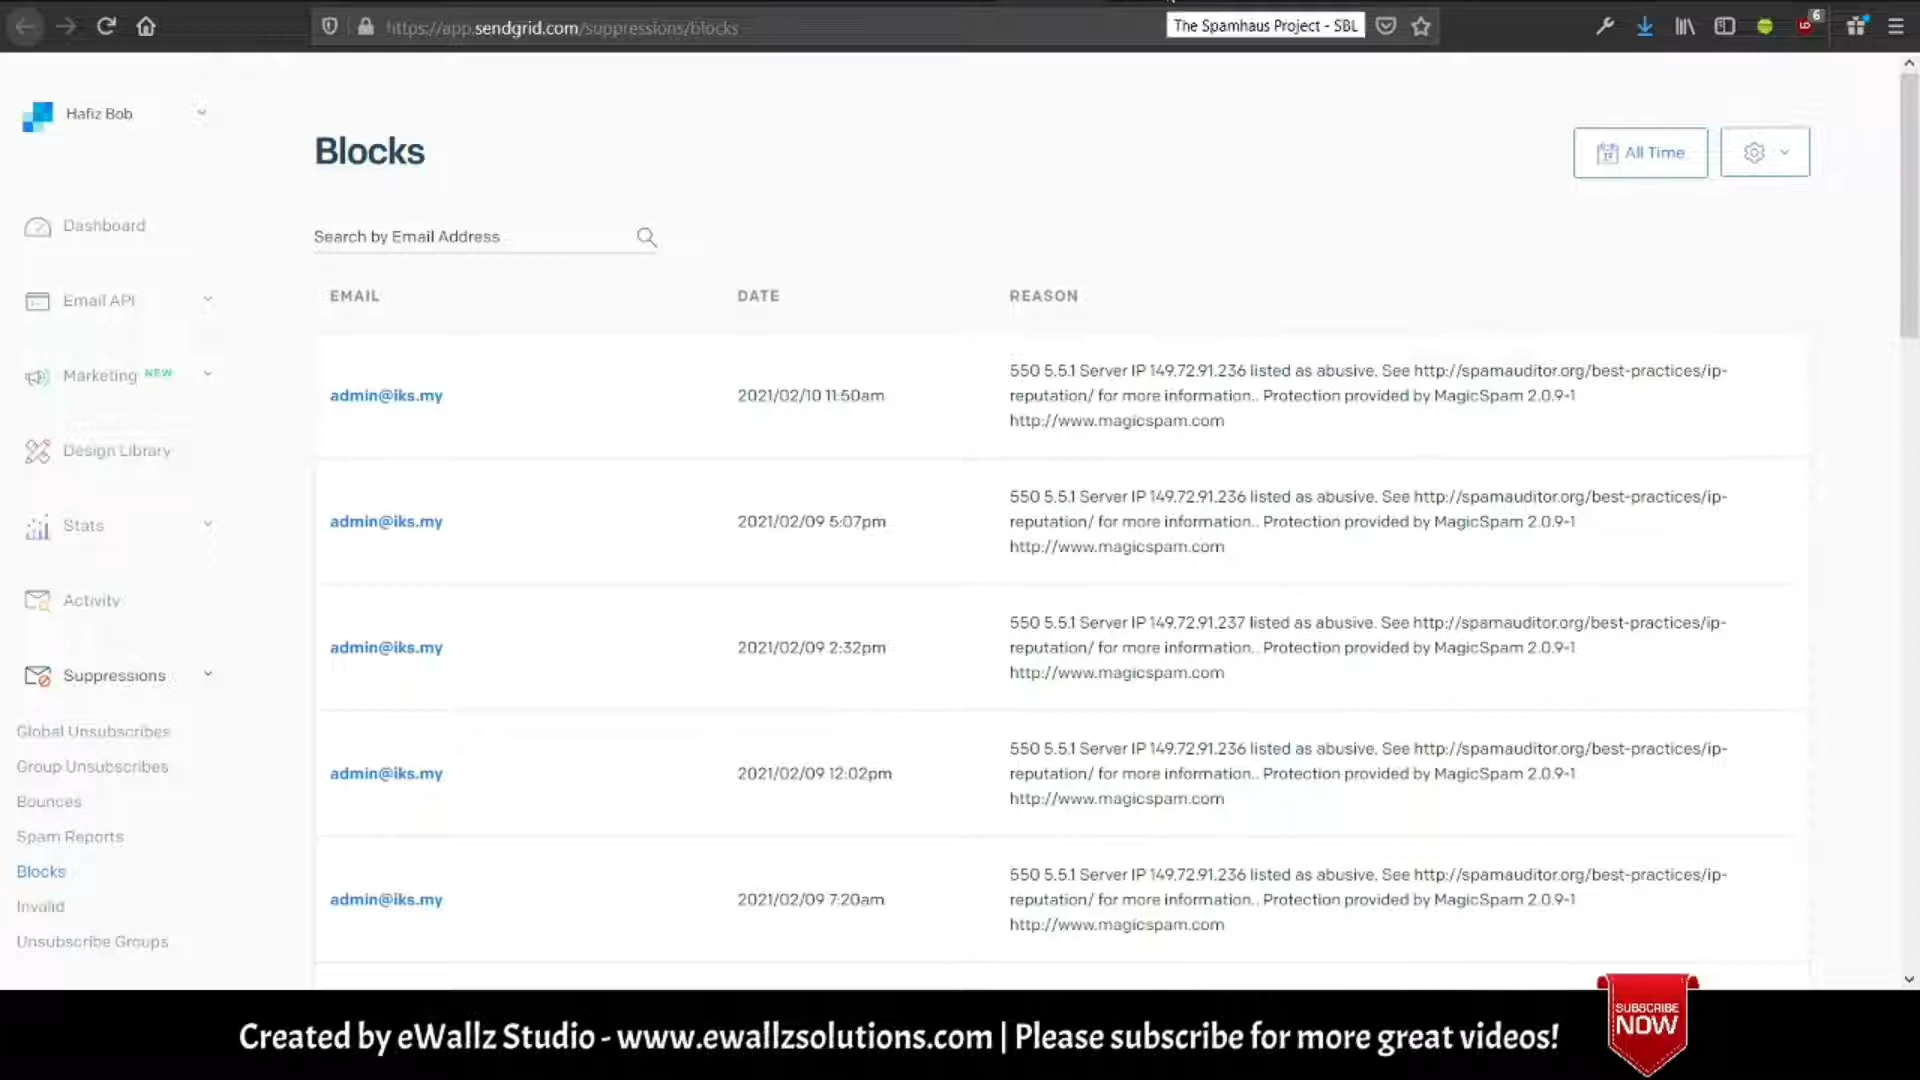 https://app.sendgrid.com/suppressions/blocks
The Spamhaus Project - SBL
6
Hafiz Bob
Blocks
All Time
Dashboard
Search by Email Address
EMAIL
DATE
REASON
Email API
Marketing NEW
Design Library
Stats
Activity
Suppressions
Global Unsubscribes
Group Unsubscribes
Bounces
Spam Reports
Blocks
Invalid
Unsubscribe Groups
admin@iks.my
2021/02/10 11:50am
550 5.5.1 Server IP 149.72.91.236 listed as abusive. See http://spamauditor.org/best-practices/ip-
reputation/ for more information.. Protection provided by MagicSpam 2.0.9-1
http://www.magicspam.com
admin@iks.my
2021/02/09 5:07pm
550 5.5.1 Server IP 149.72.91.236 listed as abusive. See http://spamauditor.org/best-practices/ip-
reputation/ for more information.. Protection provided by MagicSpam 2.0.9-1
http://www.magicspam.com
admin@iks.my
2021/02/09 2:32pm
550 5.5.1 Server IP 149.72.91.237 listed as abusive. See http://spamauditor.org/best-practices/ip-
reputation/ for more information.. Protection provided by MagicSpam 2.0.9-1
http://www.magicspam.com
admin@iks.my
2021/02/09 12:02pm
550 5.5.1 Server IP 149.72.91.236 listed as abusive. See http://spamauditor.org/best-practices/ip-
reputation/ for more information.. Protection provided by MagicSpam 2.0.9-1
http://www.magicspam.com
admin@iks.my
2021/02/09 7:20am
550 5.5.1 Server IP 149.72.91.236 listed as abusive. See http://spamauditor.org/best-practices/ip-
reputation/ for more information.. Protection provided by MagicSpam 2.0.9-1
http://www.magicspam.com
Created by eWallz Studio - www.ewallzsolutions.com | Please subscribe for more great videos!
SUBSCRIBE
NOW